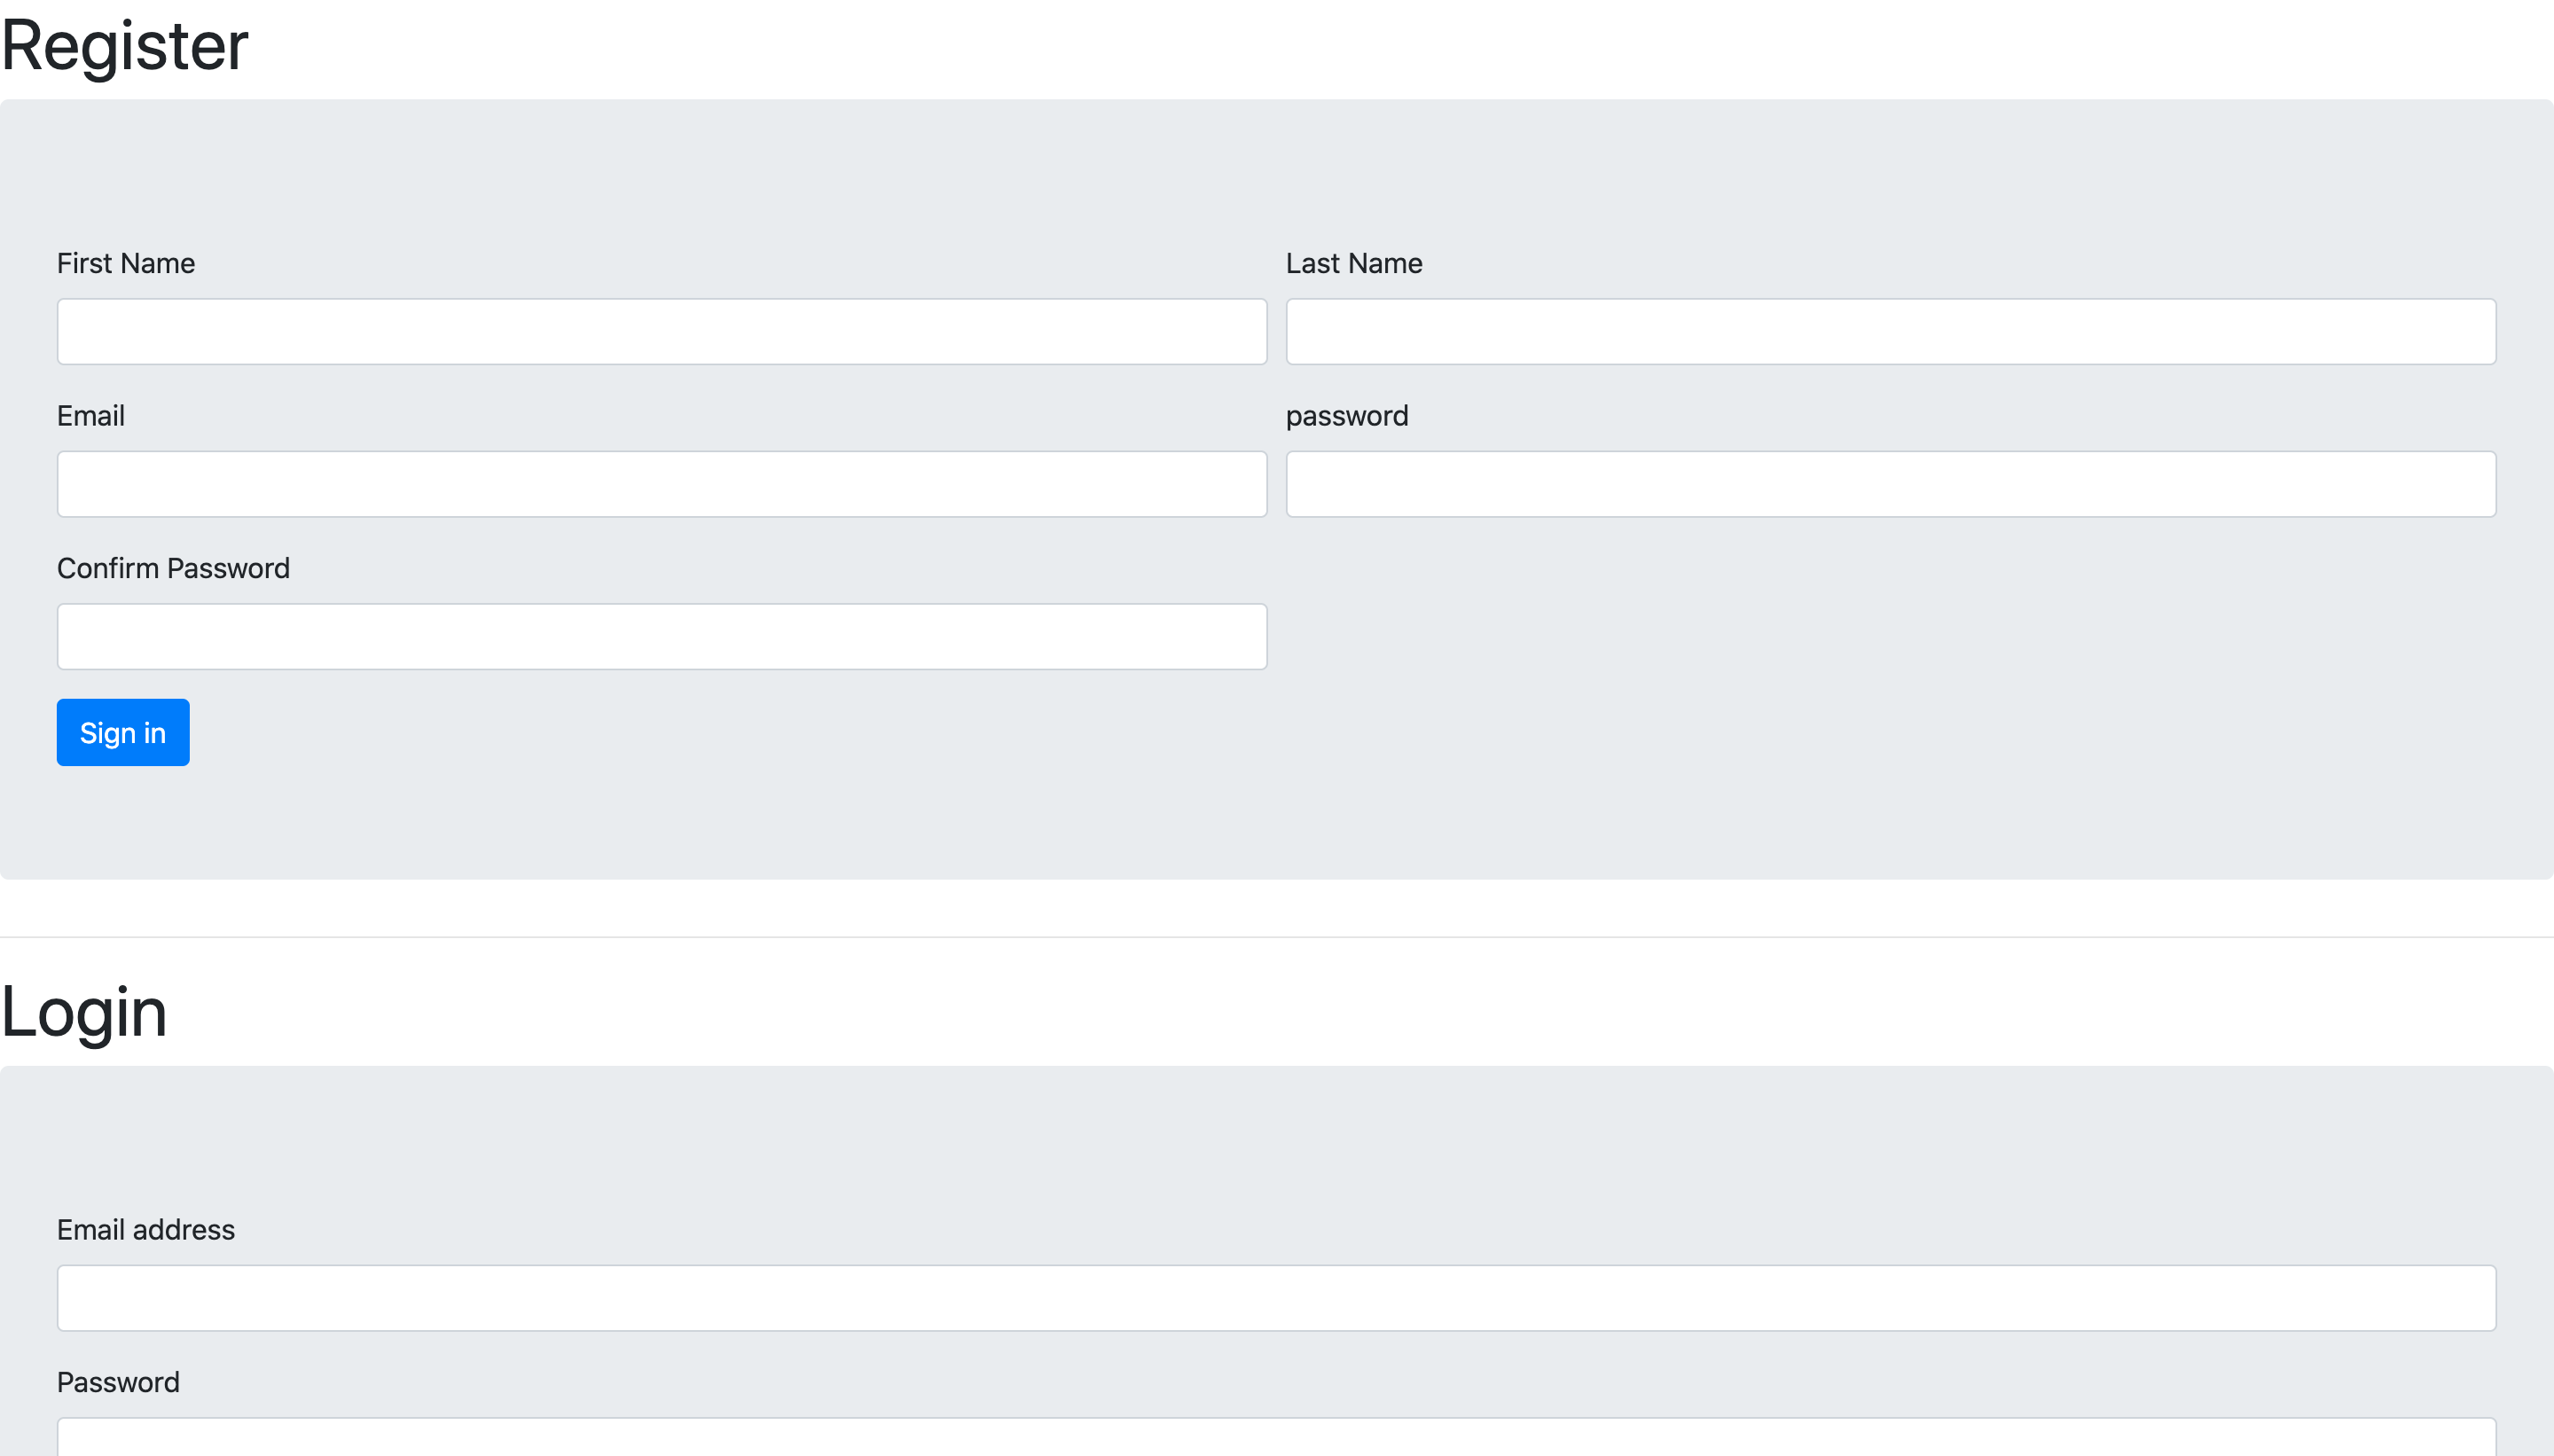 Register
First Name
Last Name
Email
password
Confirm Password
Sign in
Login
Email address
Password